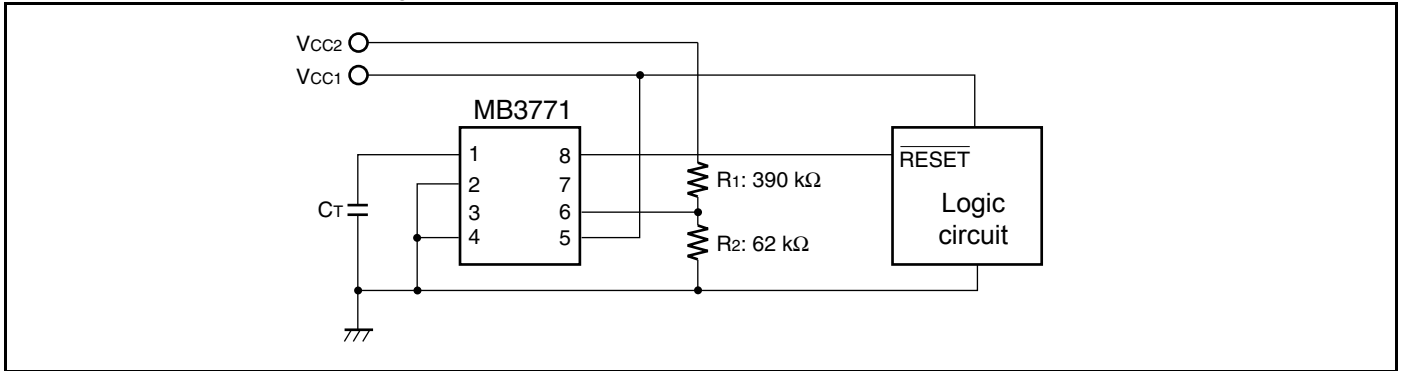 VCC2
VCC1
MB3771
1 8
2 7
3 6
4 5
CT
R1: 390 kΩ
R2: 62 kΩ
RESET
Logic
circuit